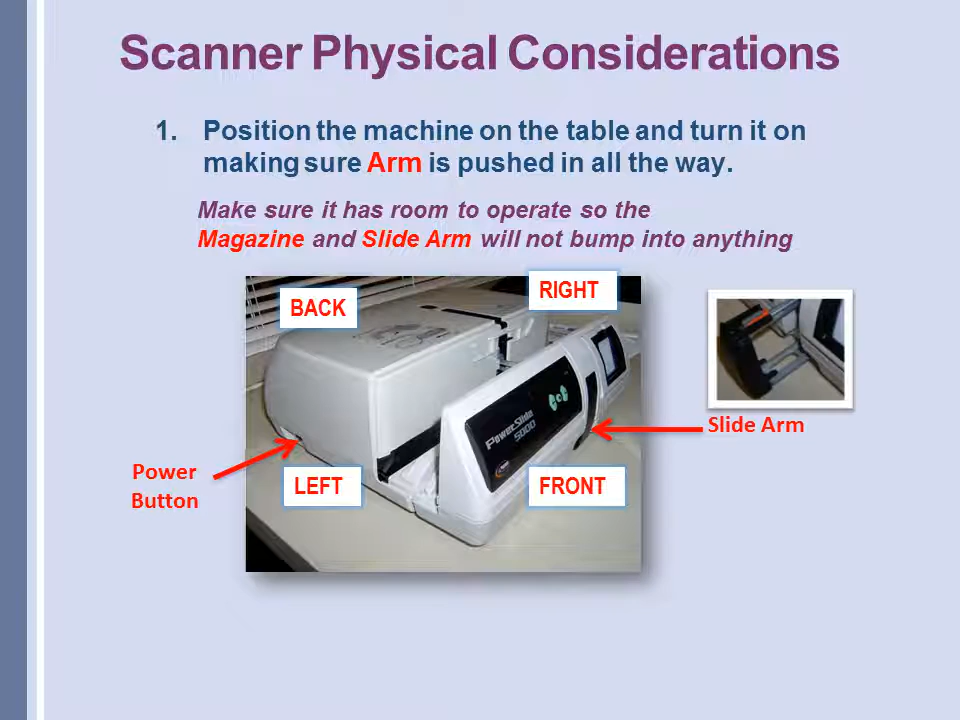 Scanner Physical Considerations
1. Position the machine on the table and turn it on
making sure Arm is pushed in all the way.
Make sure it has room to operate so the
Magazine and Slide Arm will not bump into anything
BACK
RIGHT
PowerSlide
5000
Slide Arm
Power
Button
LEFT
FRONT